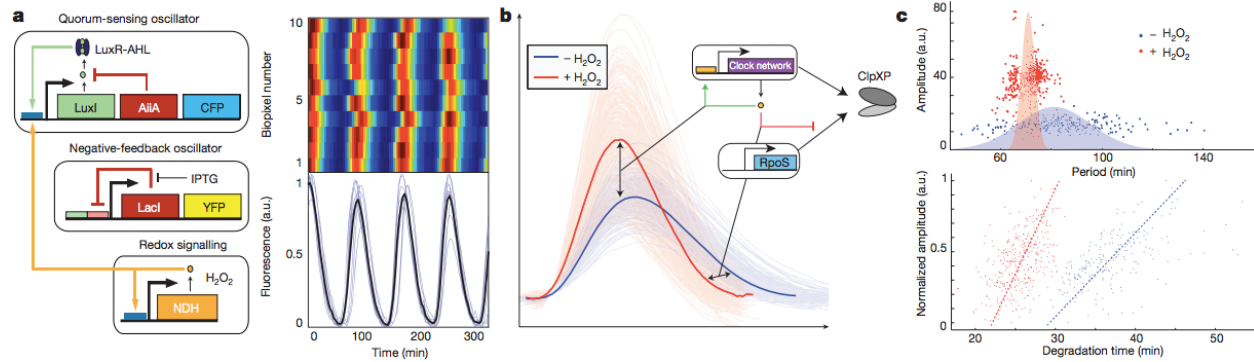 a
Quorum-sensing oscillator
LuxR-AHL
LuxI
AiiA
CFP
Negative-feedback oscillator
IPTG
LacI
YFP
Redox signalling
H₂O₂
NDH
Biopixel number
10
5
1
Fluorescence (a.u.)
1
0.5
0
0
100
200
300
Time (min)
b
– H₂O₂
+ H₂O₂
Clock network
ClpXP
RpoS
c
Amplitude (a.u.)
80
60
40
20
0
– H₂O₂
+ H₂O₂
60
100
140
Period (min)
Normalized amplitude (a.u.)
1
0.5
0
20
30
40
50
Degradation time (min)